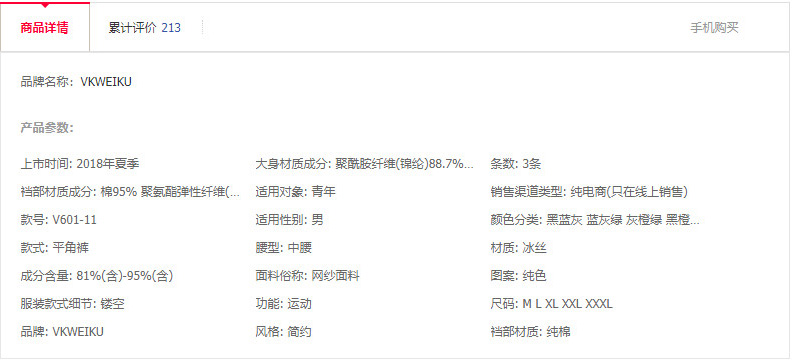 商品详情 累计评价 213 手机购买
品牌名称: VKWEIKU
产品参数:
上市时间: 2018年夏季 大身材质成分: 聚酰胺纤维(锦纶)88.7%... 条数: 3条
裆部材质成分: 棉95% 聚氨酯弹性纤维(... 适用对象: 青年 销售渠道类型: 纯电商(只在线上销售)
款号: V601-11 适用性别: 男 颜色分类: 黑蓝灰 蓝灰绿 灰橙绿 黑橙...
款式: 平角裤 腰型: 中腰 材质: 冰丝
成分含量: 81%(含)-95%(含) 面料俗称: 网纱面料 图案: 纯色
服装款式细节: 镂空 功能: 运动 尺码: M L XL XXL XXXL
品牌: VKWEIKU 风格: 简约 裆部材质: 纯棉